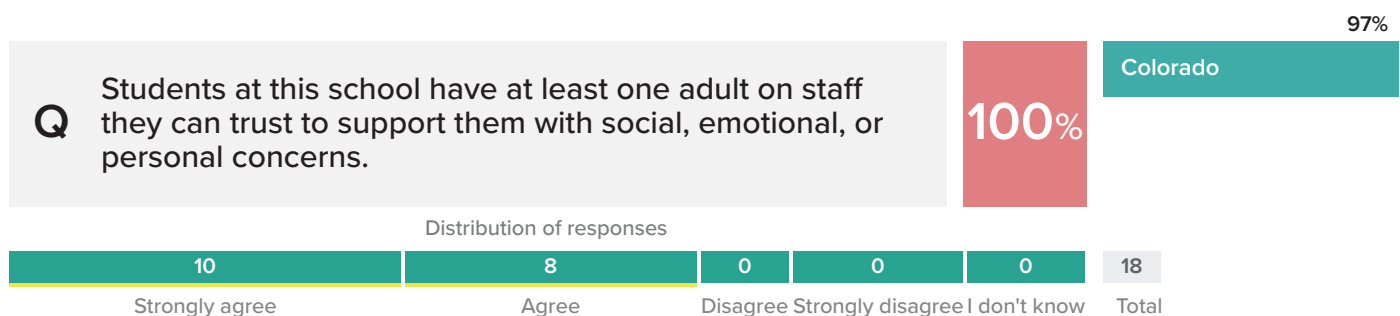 97%
Q
Students at this school have at least one adult on staff
they can trust to support them with social, emotional, or
personal concerns.
100%
Colorado
Distribution of responses
10 8 0 0 0 18
Strongly agree Agree Disagree Strongly disagree I don't know Total